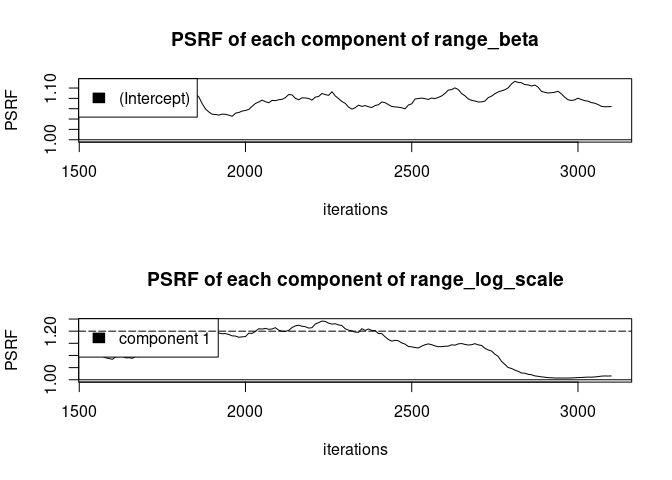 PSRF of each component of range_beta
PSRF
1.10
1.00
(Intercept)
1500 2000 2500 3000
iterations
PSRF of each component of range_log_scale
PSRF
1.20
1.00
component 1
1500 2000 2500 3000
iterations